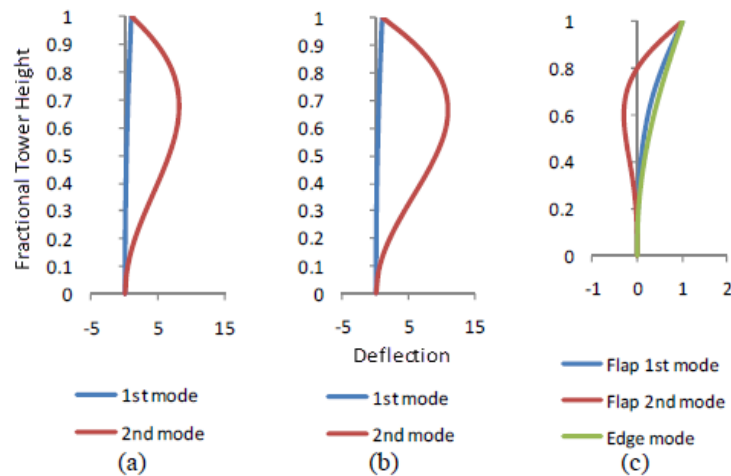 Fractional Tower Height
1
0.9
0.8
0.7
0.6
0.5
0.4
0.3
0.2
0.1
0
-5 5 15
1st mode
2nd mode
(a)
1
0.9
0.8
0.7
0.6
0.5
0.4
0.3
0.2
0.1
0
-5 5 15
Deflection
1st mode
2nd mode
(b)
1
0.8
0.6
0.4
0.2
0
-1 0 1 2
Flap 1st mode
Flap 2nd mode
Edge mode
(c)